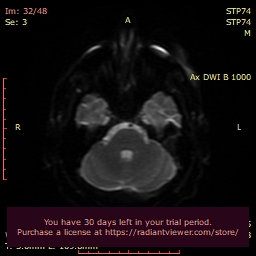 Im: 32/48
Se: 3
A
STP74
STP74
M
Ax DWI B 1000
R
L
You have 30 days left in your trial period.
Purchase a license at https://radiantviewer.com/store/